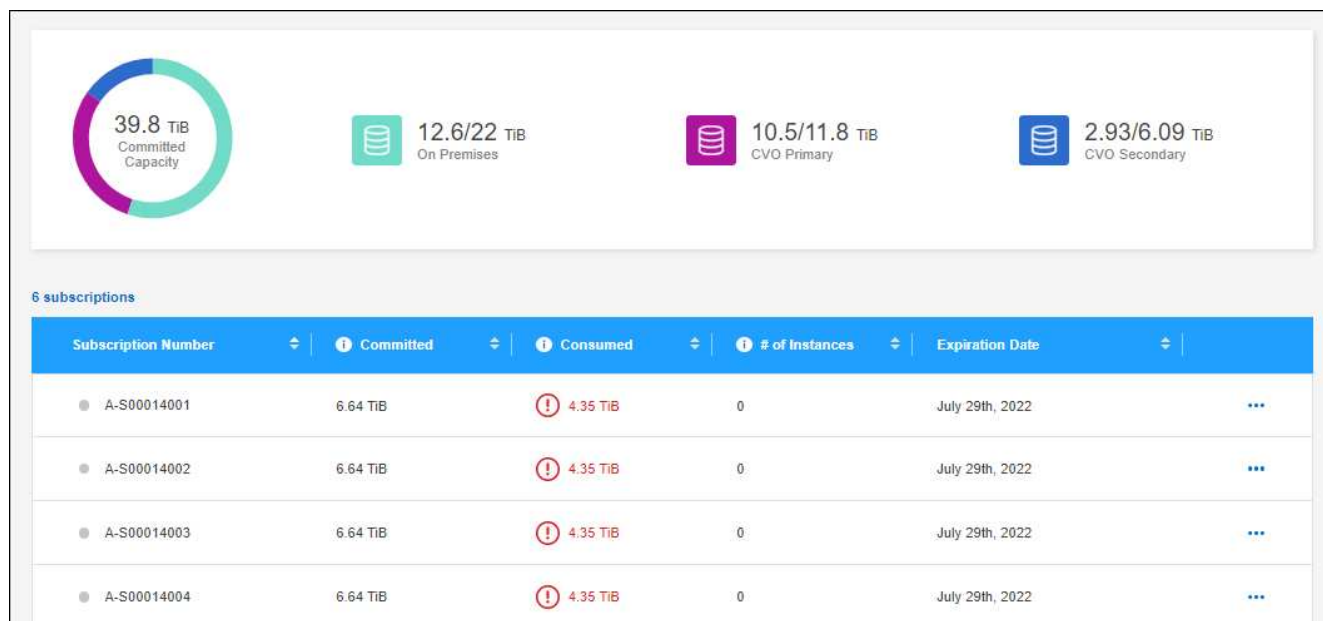 39.8 TiB
Committed
Capacity
12.6/22 TiB
On Premises
10.5/11.8 TiB
CVO Primary
2.93/6.09 TiB
CVO Secondary
6 subscriptions
Subscription Number Committed Consumed # of Instances Expiration Date
A-S00014001 6.64 TiB 4.35 TiB 0 July 29th, 2022
A-S00014002 6.64 TiB 4.35 TiB 0 July 29th, 2022
A-S00014003 6.64 TiB 4.35 TiB 0 July 29th, 2022
A-S00014004 6.64 TiB 4.35 TiB 0 July 29th, 2022